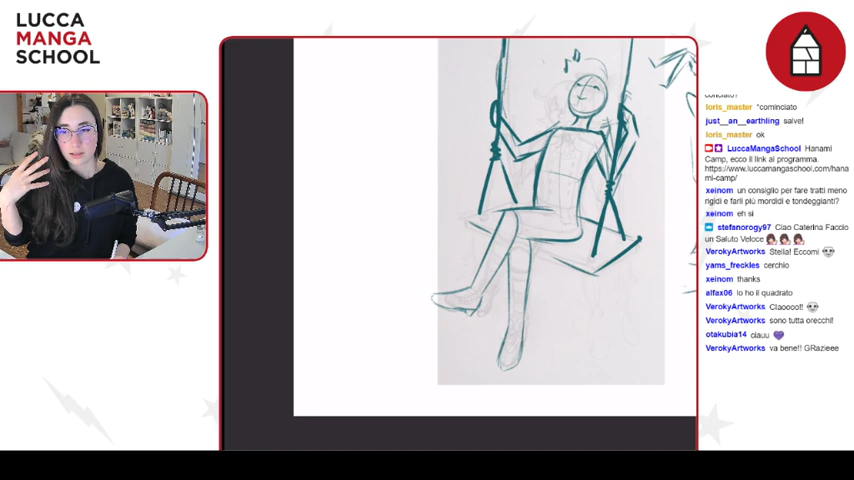 LUCCA
MANGA
SCHOOL
loris_master "cominciato
just__an__earthling salve!
loris_master ok
LuccaMangaSchool Hanami
Camp, ecco il link al programma.
https://www.luccamangaschool.com/hana
mi-camp/
xeinom un consiglio per fare tratti meno
rigidi e farli più morbidi e tondeggianti?
xeinom eh si
stefanorogy97 Ciao Caterina Faccio
un Saluto Veloce
VerokyArtworks Stella! Eccomi
yams_freckles cerchio
xeinom thanks
alfax06 Io ho il quadrato
VerokyArtworks CIaoooo!!
VerokyArtworks sono tutta orecchi!
otakubia14 ciauu
VerokyArtworks va bene!! GRazieee